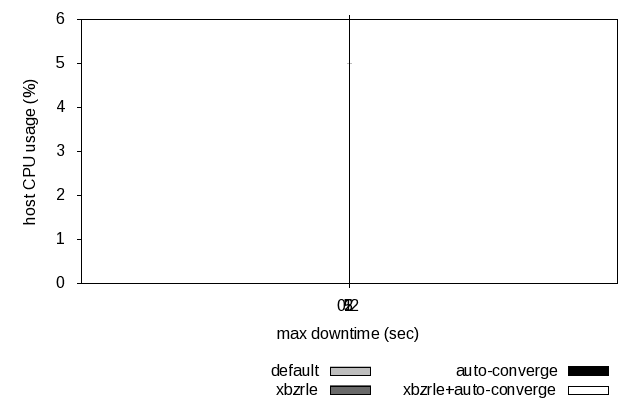 6
5
4
3
2
1
0
host CPU usage (%)
max downtime (sec)
default
auto-converge
xbzrle
xbzrle+auto-converge